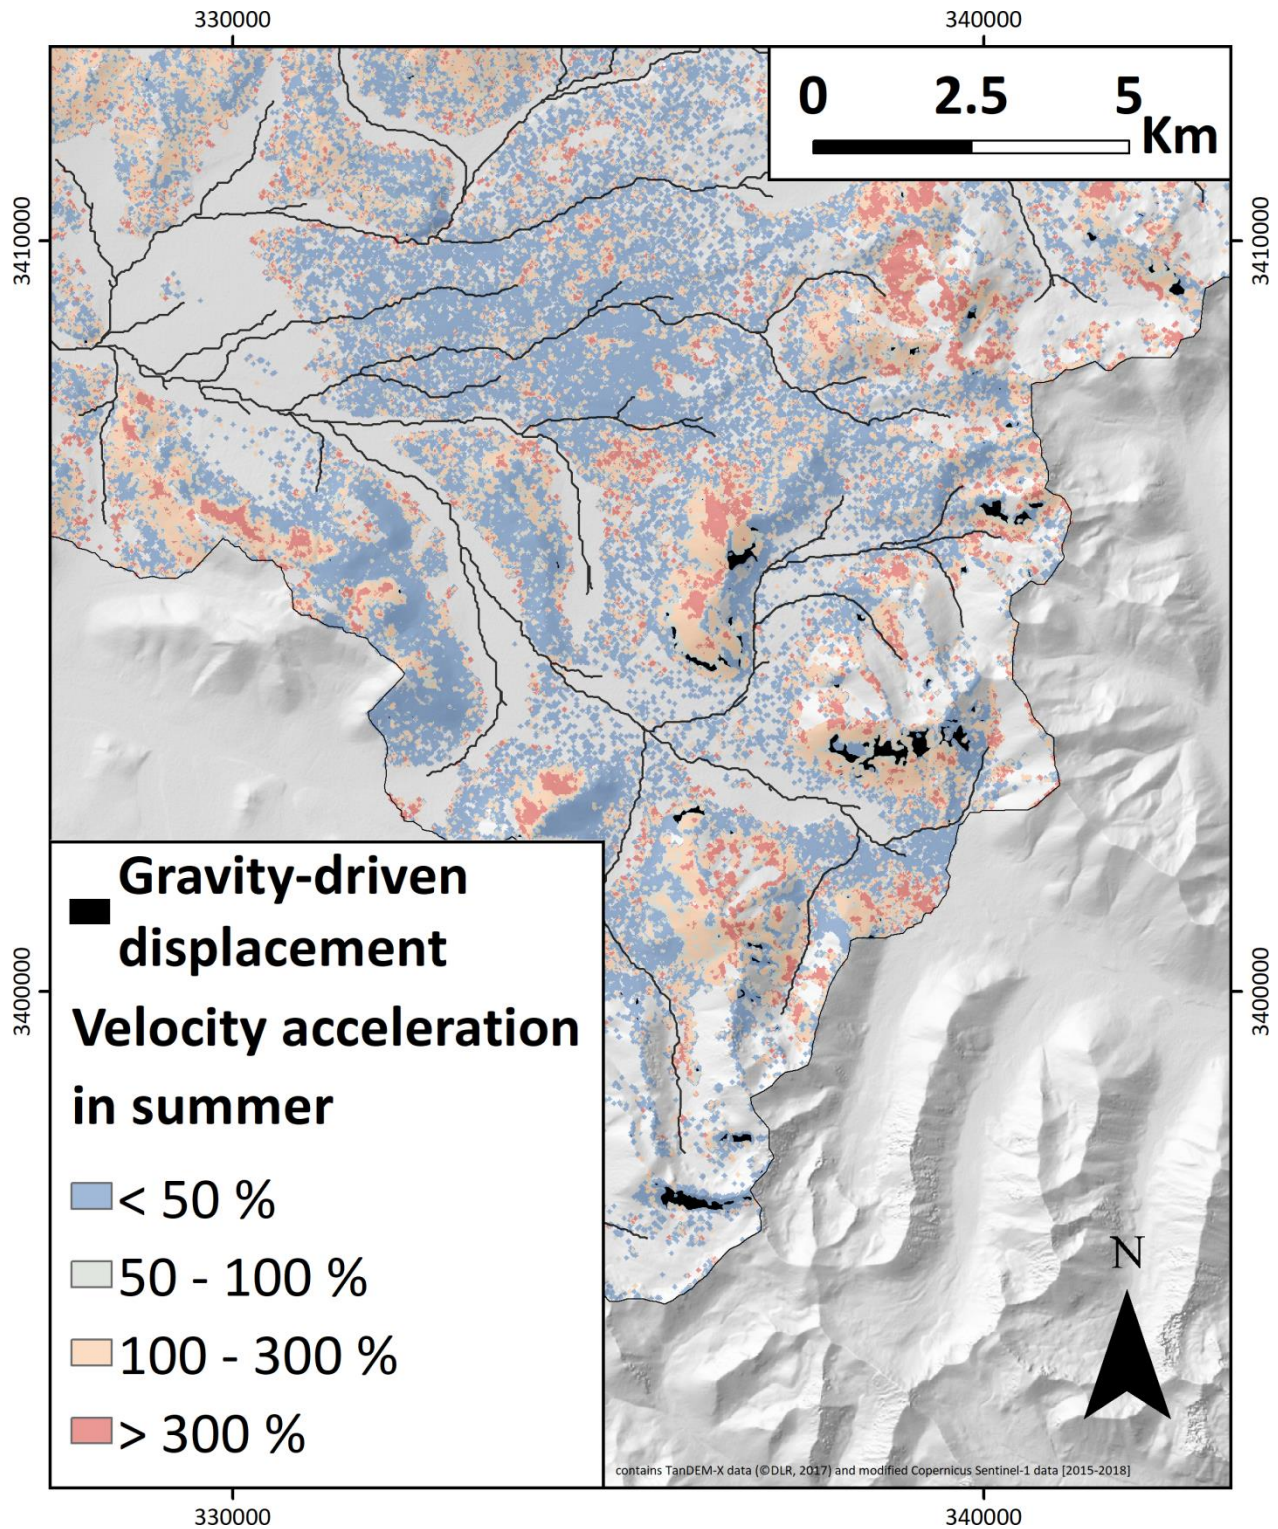 330000
340000
0 2.5 5
Km
3410000
3410000
3400000
3400000
Gravity-driven
displacement
Velocity acceleration
in summer
< 50 %
50 - 100 %
100 - 300 %
> 300 %
N
contains TanDEM-X data (©DLR, 2017) and modified Copernicus Sentinel-1 data [2015-2018]
330000
340000